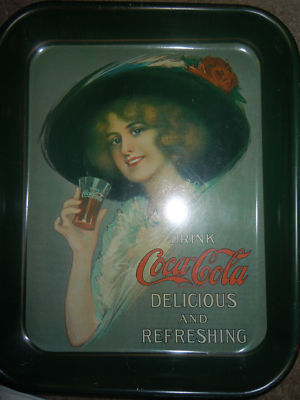 DRINK
Coca-Cola
DELICIOUS
AND
REFRESHING